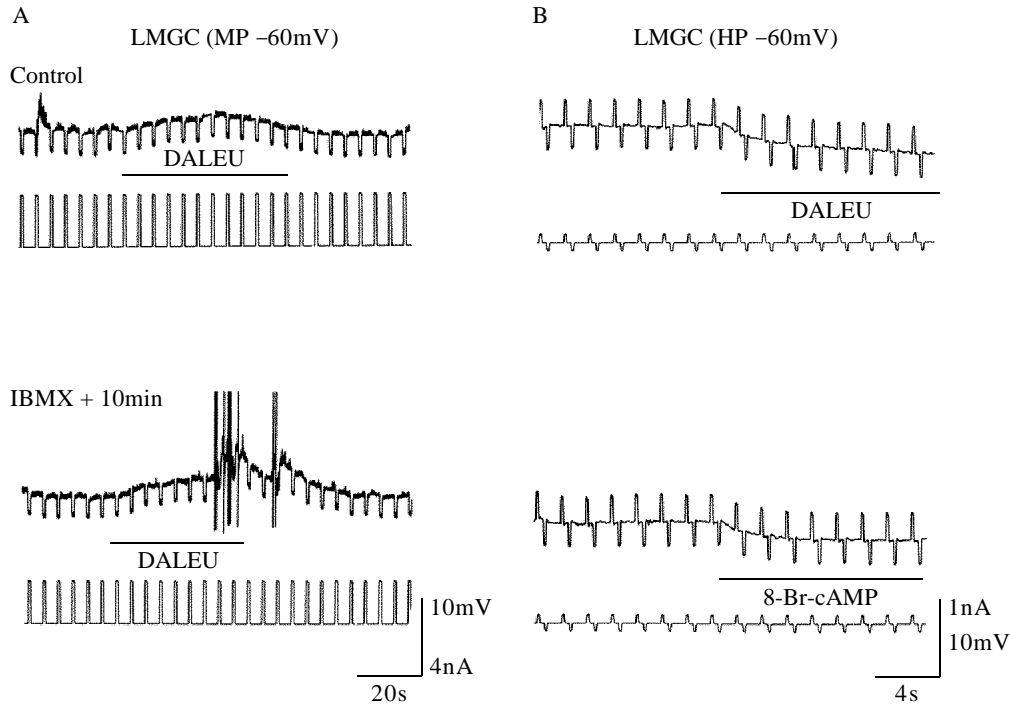 A
LMGC (MP −60mV)
Control
DALEU
IBMX + 10min
DALEU
10mV
4nA
20s
B
LMGC (HP −60mV)
DALEU
8-Br-cAMP
1nA
10mV
4s